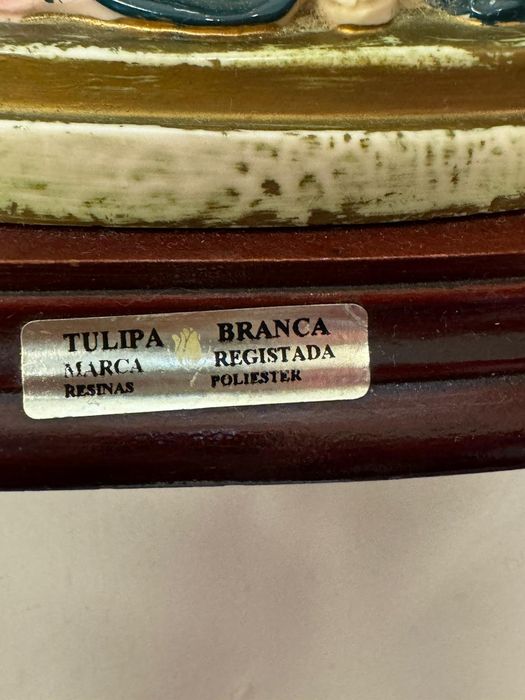 TULIPA BRANCA
MARCA REGISTADA
RESINAS POLIESTER